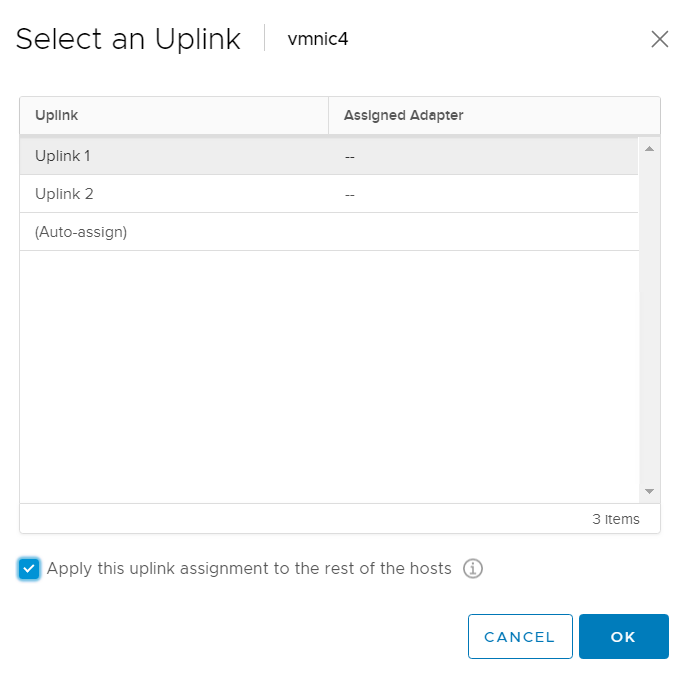 Select an Uplink vmnic4
Uplink Assigned Adapter
Uplink 1 --
Uplink 2 --
(Auto-assign)
3 items
Apply this uplink assignment to the rest of the hosts
CANCEL OK